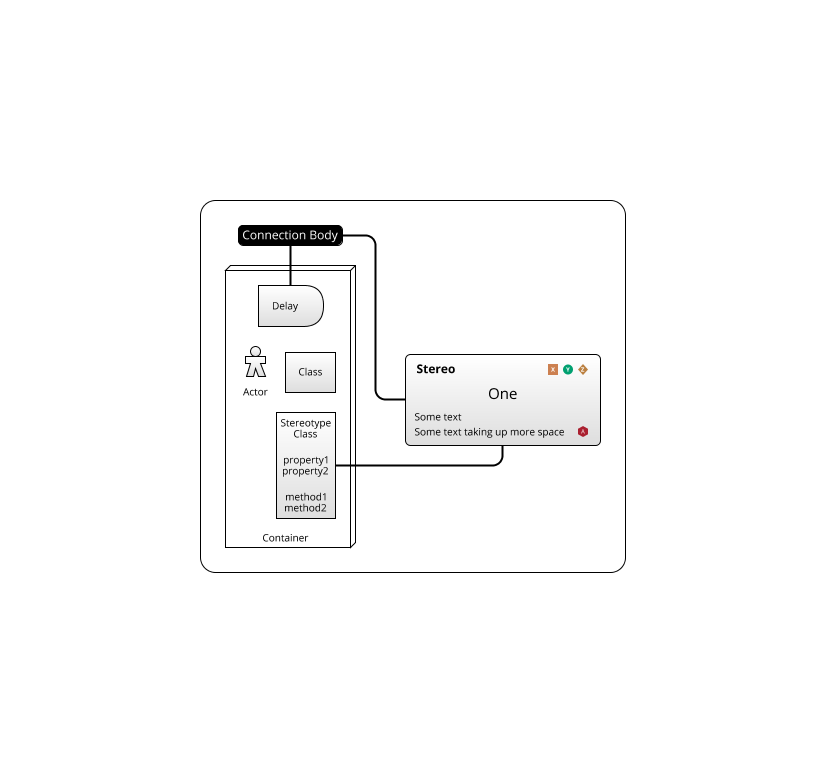 Connection Body
Delay
Actor
Class
Stereotype
Class
property1
property2
method1
method2
Container
Stereo
X
Y
Z
One
Some text
Some text taking up more space
A